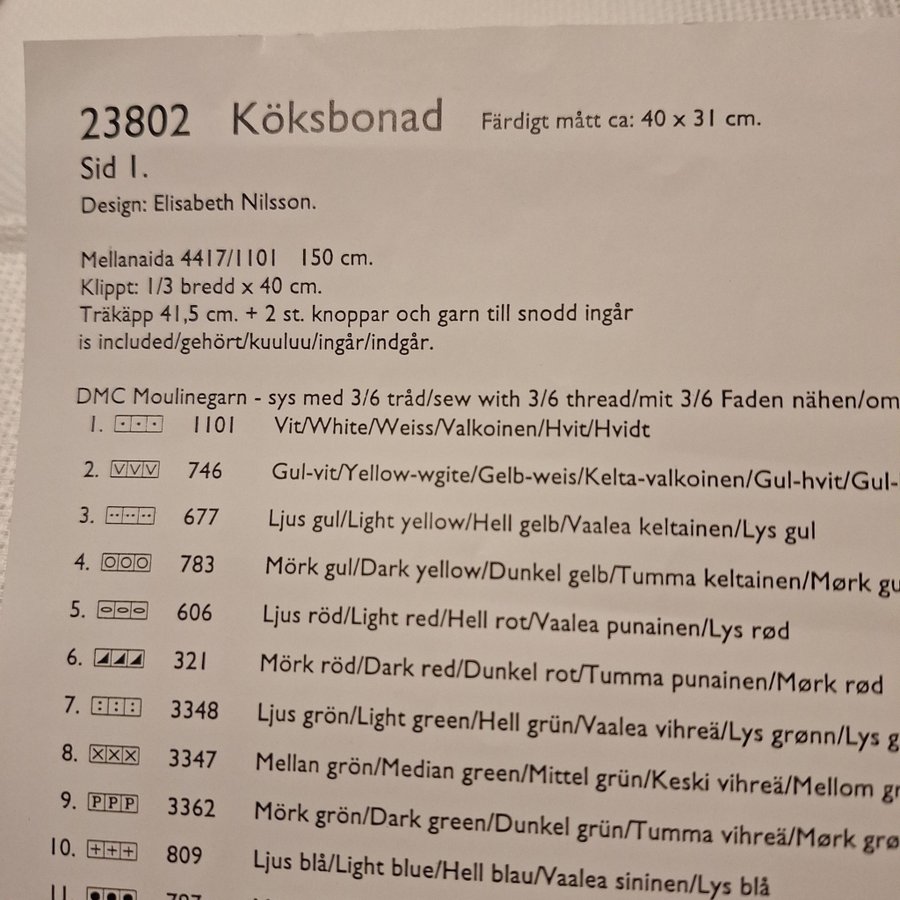 23802 Köksbonad Färdigt mått ca: 40 x 31 cm.
Sid 1.
Design: Elisabeth Nilsson.
Mellanaida 4417/1101 150 cm.
Klippt: 1/3 bredd x 40 cm.
Träkäpp 41,5 cm. + 2 st. knoppar och garn till snodd ingår
is included/gehört/kuuluu/ingår/indgår.
DMC Moulinegarn - sys med 3/6 tråd/sew with 3/6 thread/mit 3/6 Faden nähen/om
1. 1101 Vit/White/Weiss/Valkoinen/Hvit/Hvidt
2. VVV 746 Gul-vit/Yellow-wgite/Gelb-weis/Kelta-valkoinen/Gul-hvit/Gul-
3. 677 Ljus gul/Light yellow/Hell gelb/Vaalea keltainen/Lys gul
4. 783 Mörk gul/Dark yellow/Dunkel gelb/Tumma keltainen/Mørk gu
5. 606 Ljus röd/Light red/Hell rot/Vaalea punainen/Lys rød
6. 321 Mörk röd/Dark red/Dunkel rot/Tumma punainen/Mørk rød
7. 3348 Ljus grön/Light green/Hell grün/Vaalea vihreä/Lys grønn/Lys g
8. XXX 3347 Mellan grön/Median green/Mittel grün/Keski vihreä/Mellom gr
9. PPP 3362 Mörk grön/Dark green/Dunkel grün/Tumma vihreä/Mørk grø
10. +++ 809 Ljus blå/Light blue/Hell blau/Vaalea sininen/Lys blå
11.